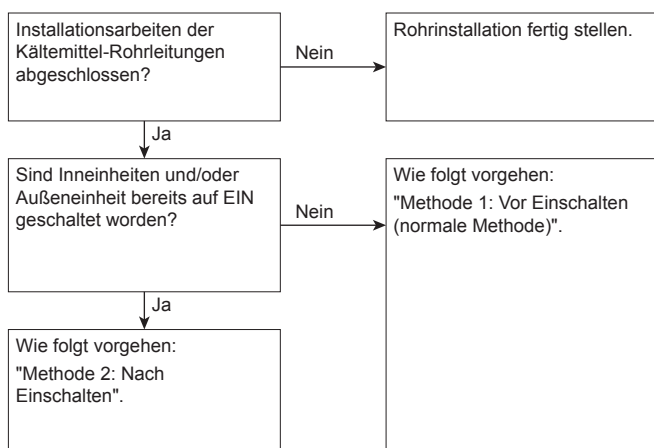 Installationsarbeiten der
Kältemittel-Rohrleitungen
abgeschlossen?
Nein
Rohrinstallation fertig stellen.
Ja
Sind Inneinheiten und/oder
Außeneinheit bereits auf EIN
geschaltet worden?
Nein
Wie folgt vorgehen:
"Methode 1: Vor Einschalten
(normale Methode)".
Ja
Wie folgt vorgehen:
"Methode 2: Nach
Einschalten".